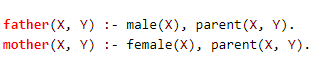 father(X, Y) :- male(X), parent(X, Y).
mother(X, Y) :- female(X), parent(X, Y).